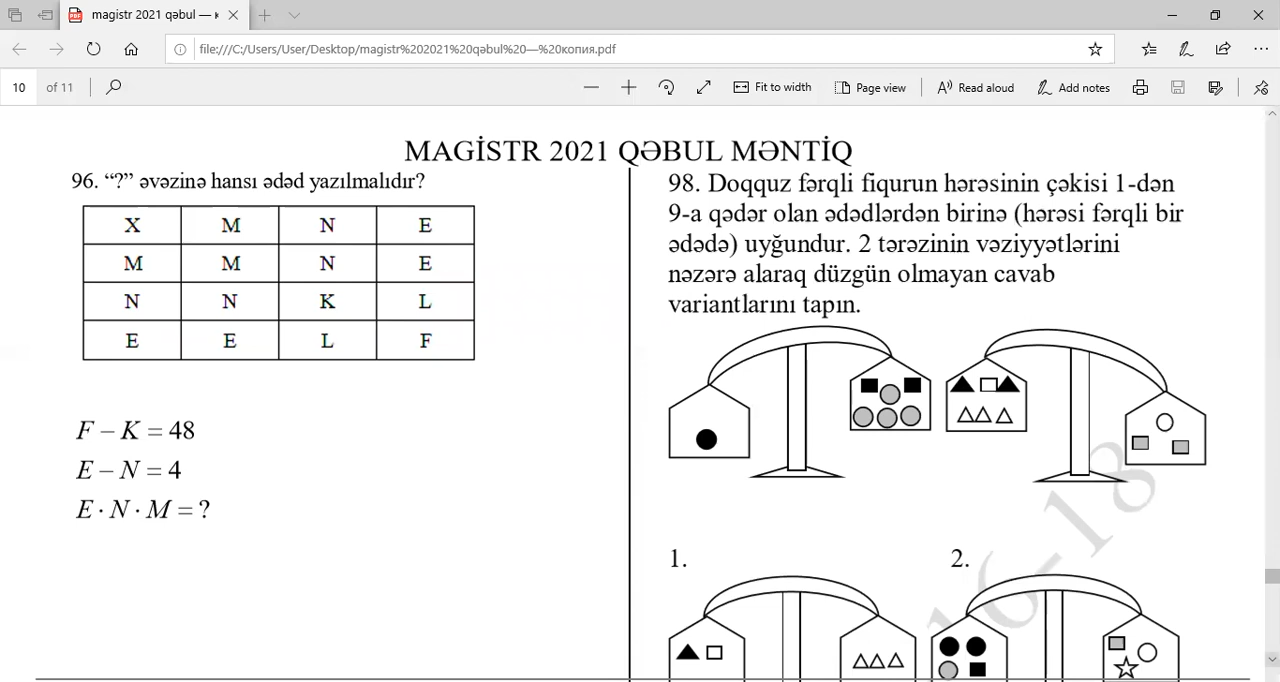 magistr 2021 qəbul — к
file:///C:/Users/User/Desktop/magistr%202021%20qəbul%20—%20копия.pdf
10 of 11
Fit to width
Page view
Read aloud
Add notes
MAGİSTR 2021 QƏBUL MƏNTİQ
96. “?” əvəzinə hansı ədəd yazılmalıdır?
X M N E
M M N E
N N K L
E E L F
F – K = 48
E – N = 4
E · N · M = ?
98. Doqquz fərqli fiqurun hərəsinin çəkisi 1-dən
9-a qədər olan ədədlərdən birinə (hərəsi fərqli bir
ədədə) uyğundur. 2 tərəzinin vəziyyətlərini
nəzərə alaraq düzgün olmayan cavab
variantlarını tapın.
1.
2.
16-18